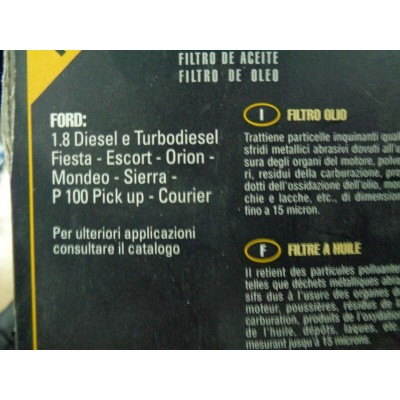 FILTRO DE ACEITE
FILTRO DE OLEO
FORD:
1.8 Diesel e Turbodiesel
Fiesta - Escort - Orion -
Mondeo - Sierra -
P 100 Pick up - Courier
Per ulteriori applicazioni
consultare il catalogo
I FILTRO OLIO
Trattiene particelle inquinanti qual
sfridi metallici abrasivi dovuti all'u
sura degli organi del motore, polve
ri, residui della carburazione, pro
dotti dell'ossidazione dell'olio, mor
chie e lacche, etc., di dimension
fino a 15 micron.
F FILTRE A HUILE
Il retient des particules polluantes
telles que déchets métalliques abra
sifs dus à l'usure des organes d
moteur, poussières, résidus de la
carburation, produits de l'oxydation
de l'huile, dépôts, laques, etc.
mesurant jusqu'à 15 microns.